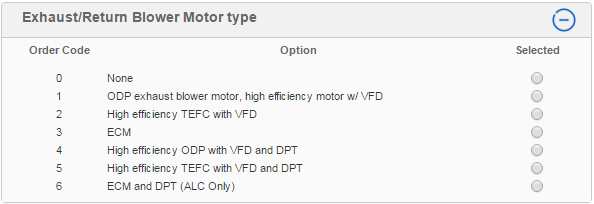 Exhaust/Return Blower Motor type
Order Code Option Selected
0 None
1 ODP exhaust blower motor, high efficiency motor w/ VFD
2 High efficiency TEFC with VFD
3 ECM
4 High efficiency ODP with VFD and DPT
5 High efficiency TEFC with VFD and DPT
6 ECM and DPT (ALC Only)